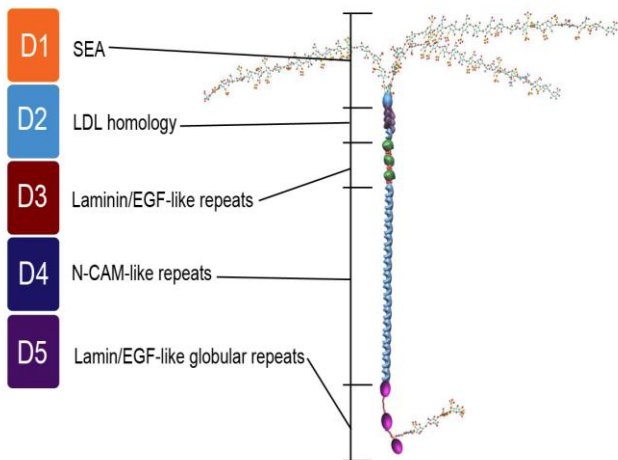 D1 SEA
D2 LDL homology
D3 Laminin/EGF-like repeats
D4 N-CAM-like repeats
D5 Lamin/EGF-like globular repeats